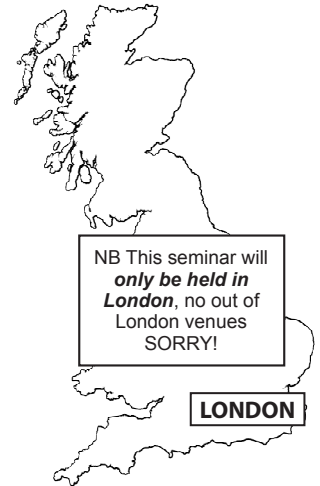 NB This seminar will
only be held in
London, no out of
London venues
SORRY!
LONDON